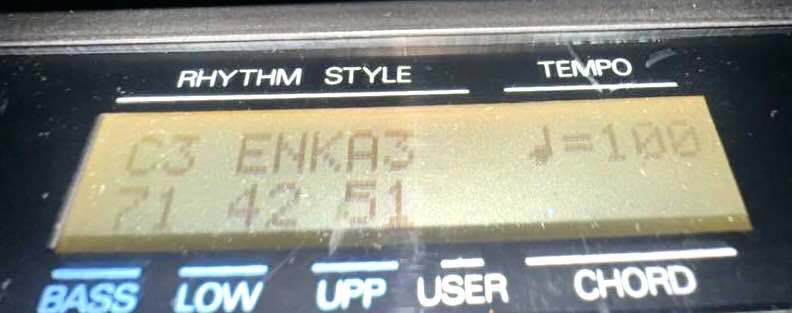 RHYTHM STYLE TEMPO
C3 ENKA3 ♩=100
71 42 51
BASS LOW UPP USER CHORD